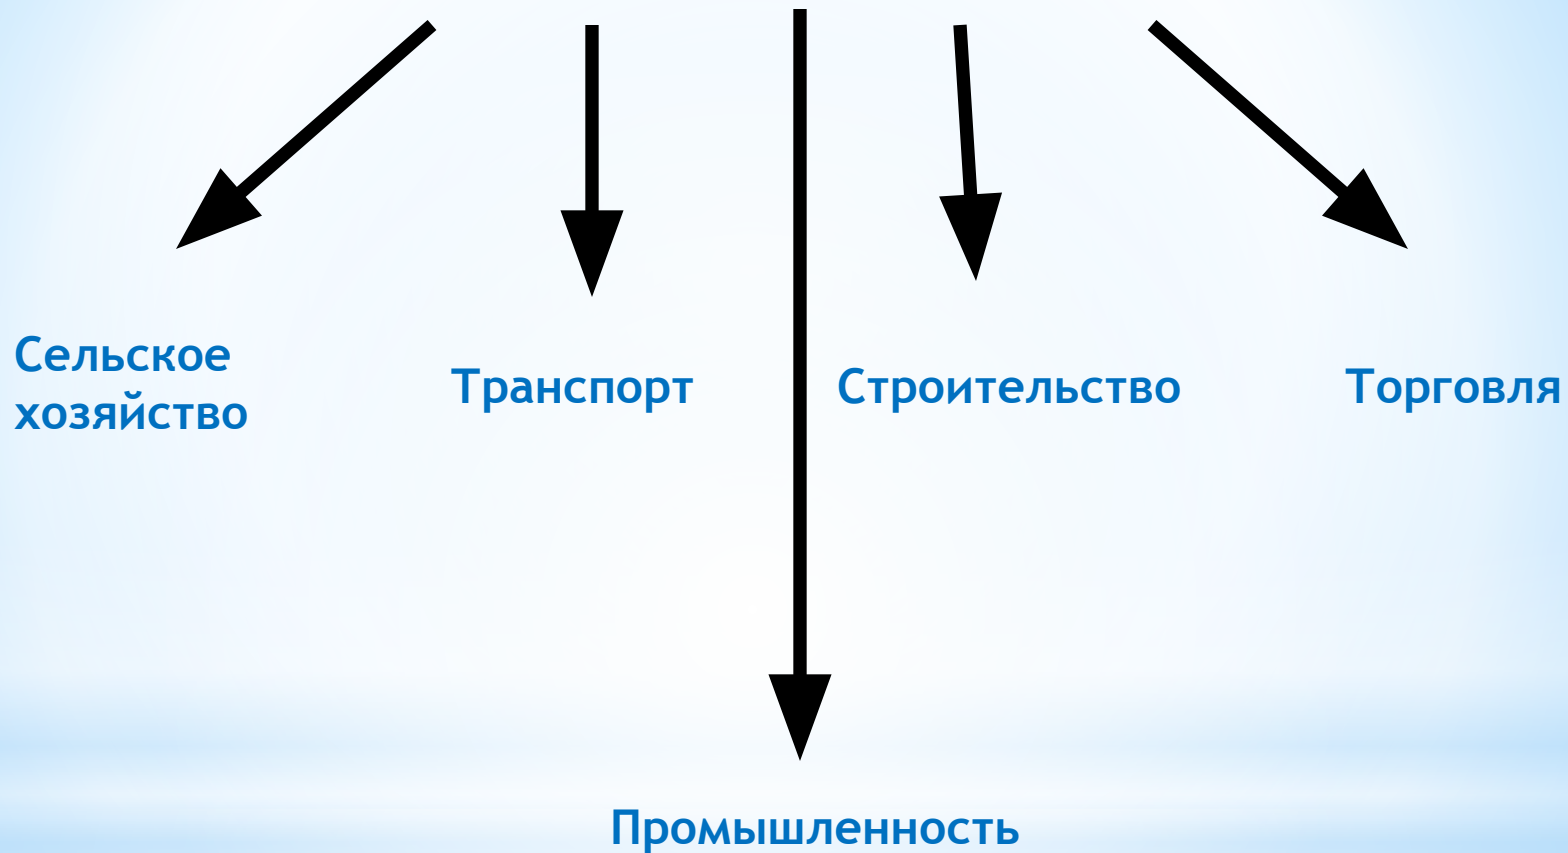 Сельское
хозяйство
Транспорт
Строительство
Торговля
Промышленность